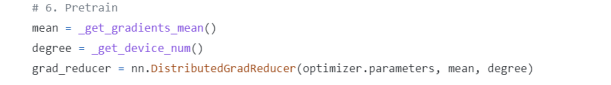 # 6. Pretrain
mean = _get_gradients_mean()
degree = _get_device_num()
grad_reducer = nn.DistributedGradReducer(optimizer.parameters, mean, degree)